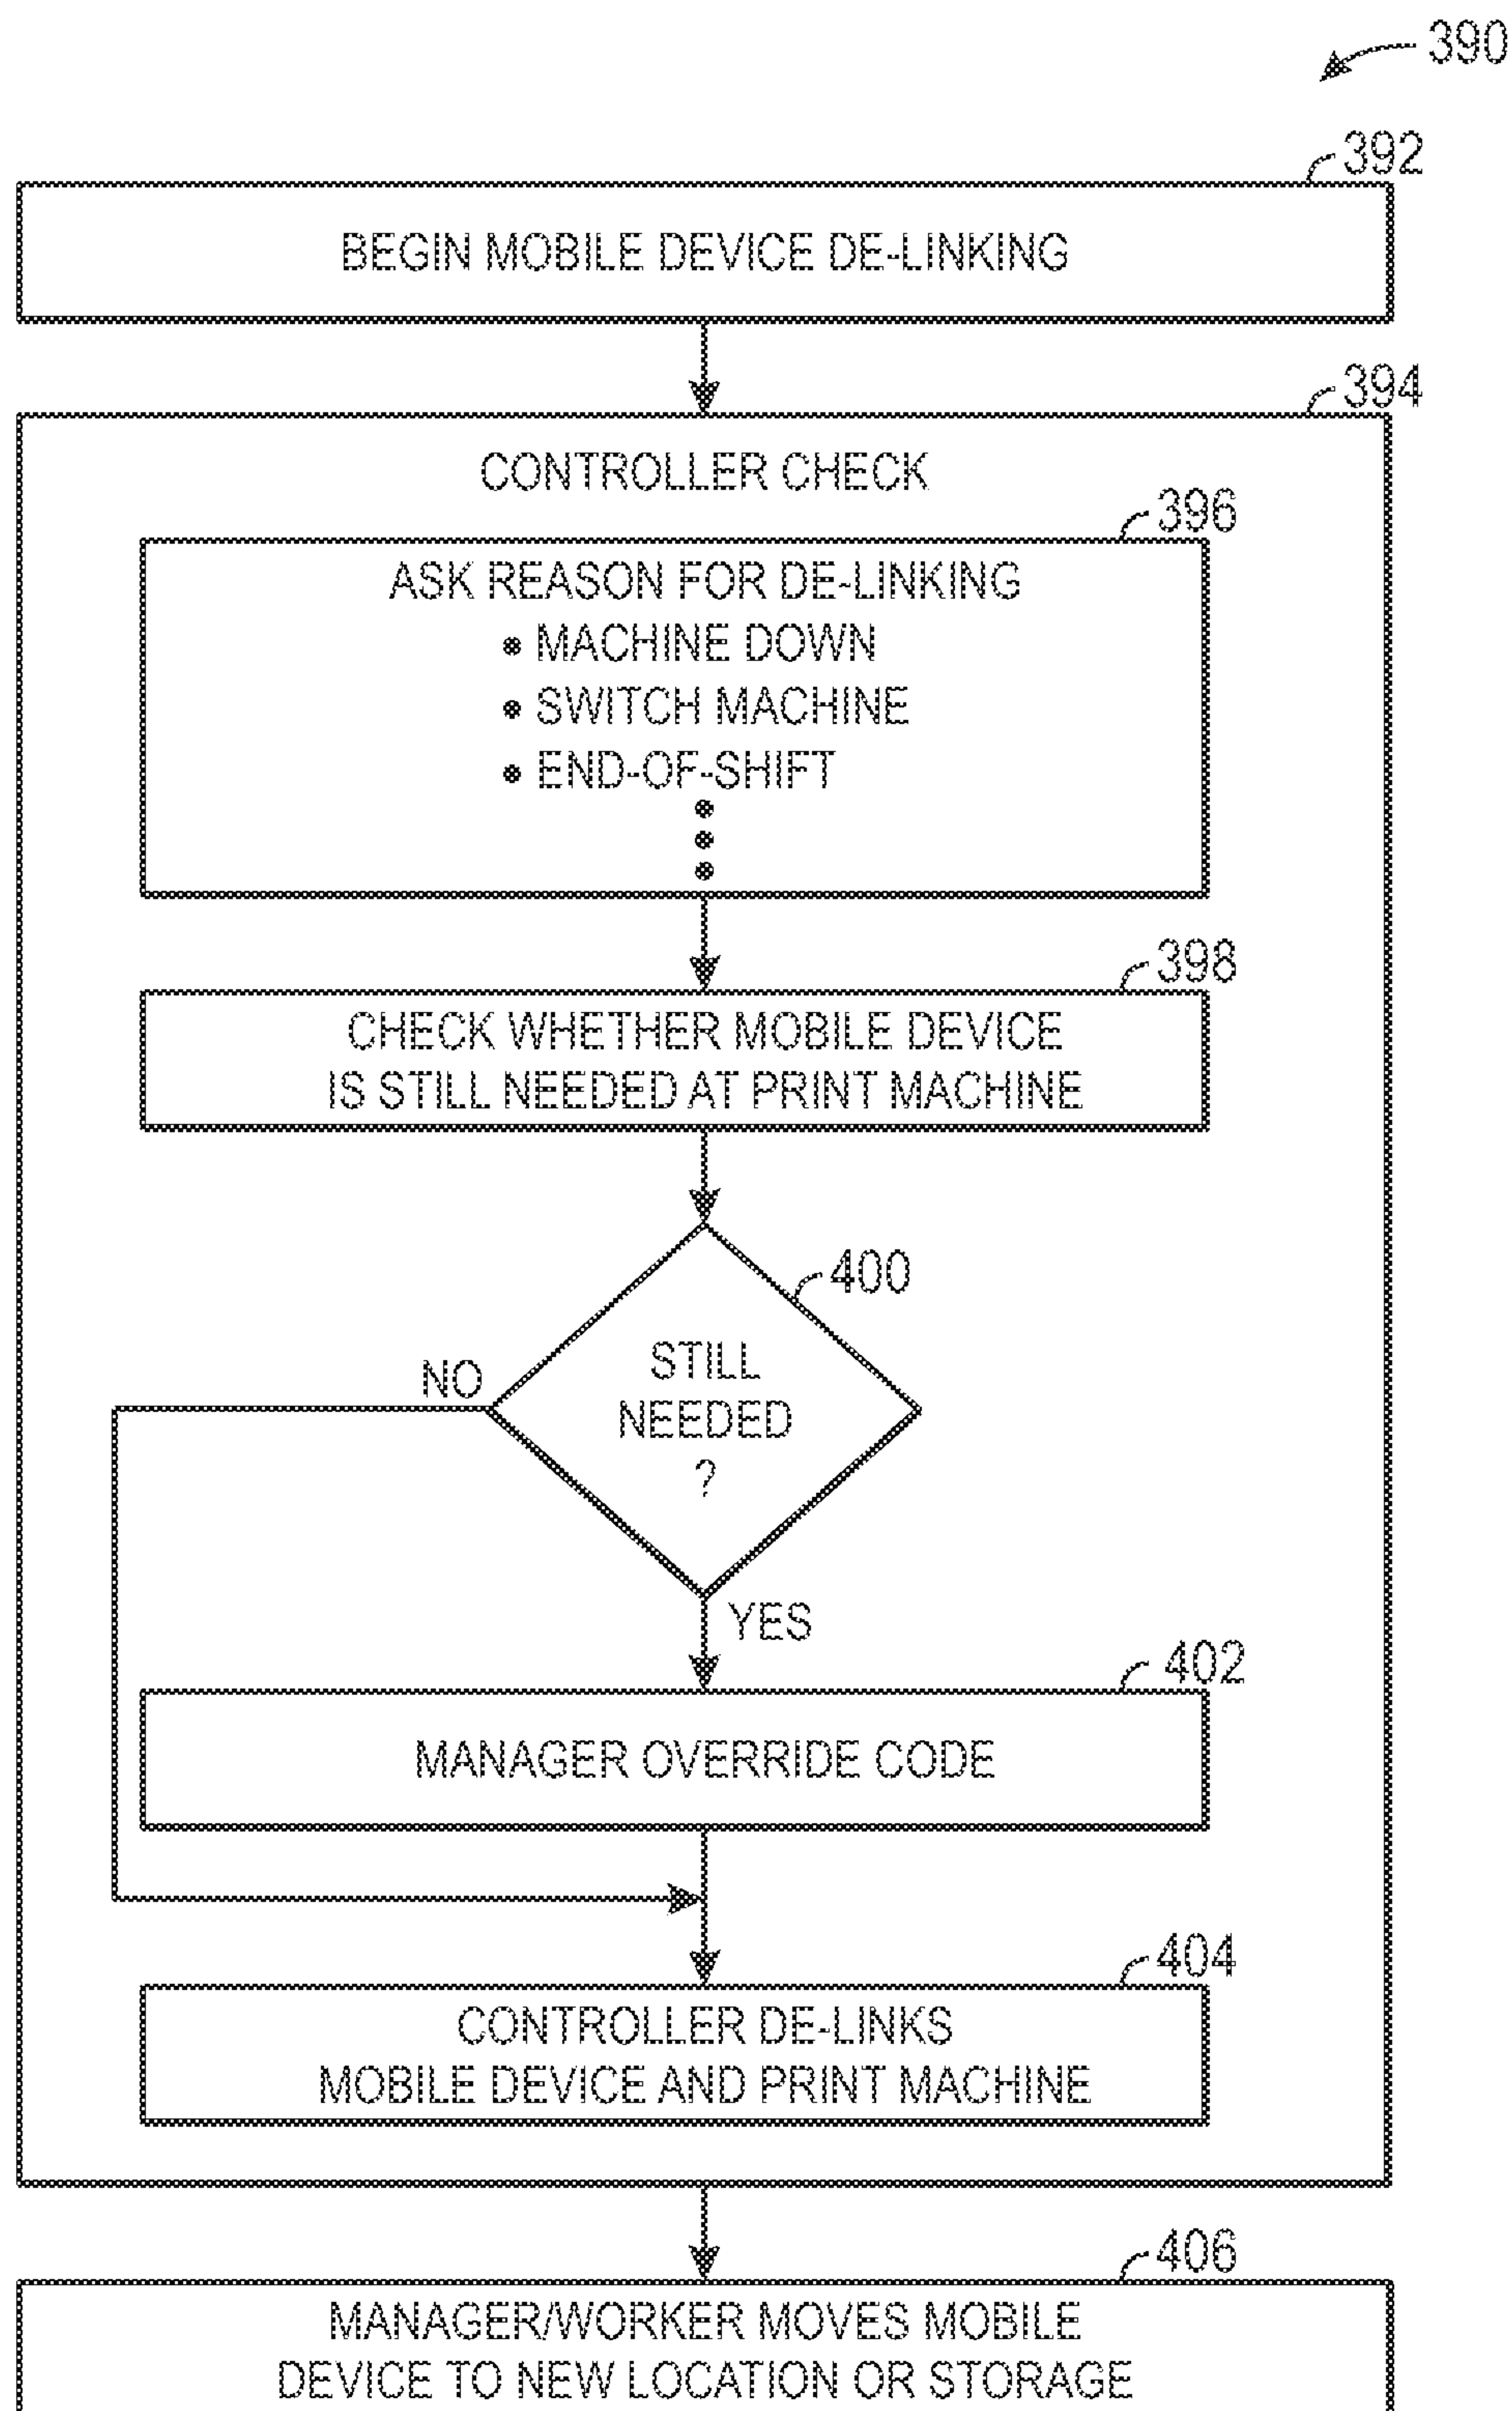 390
392
BEGIN MOBILE DEVICE DE-LINKING
394
CONTROLLER CHECK
396
ASK REASON FOR DE-LINKING
• MACHINE DOWN
• SWITCH MACHINE
• END-OF-SHIFT
398
CHECK WHETHER MOBILE DEVICE
IS STILL NEEDED AT PRINT MACHINE
400
STILL
NEEDED
?
NO
YES
402
MANAGER OVERRIDE CODE
404
CONTROLLER DE-LINKS
MOBILE DEVICE AND PRINT MACHINE
406
MANAGER/WORKER MOVES MOBILE
DEVICE TO NEW LOCATION OR STORAGE